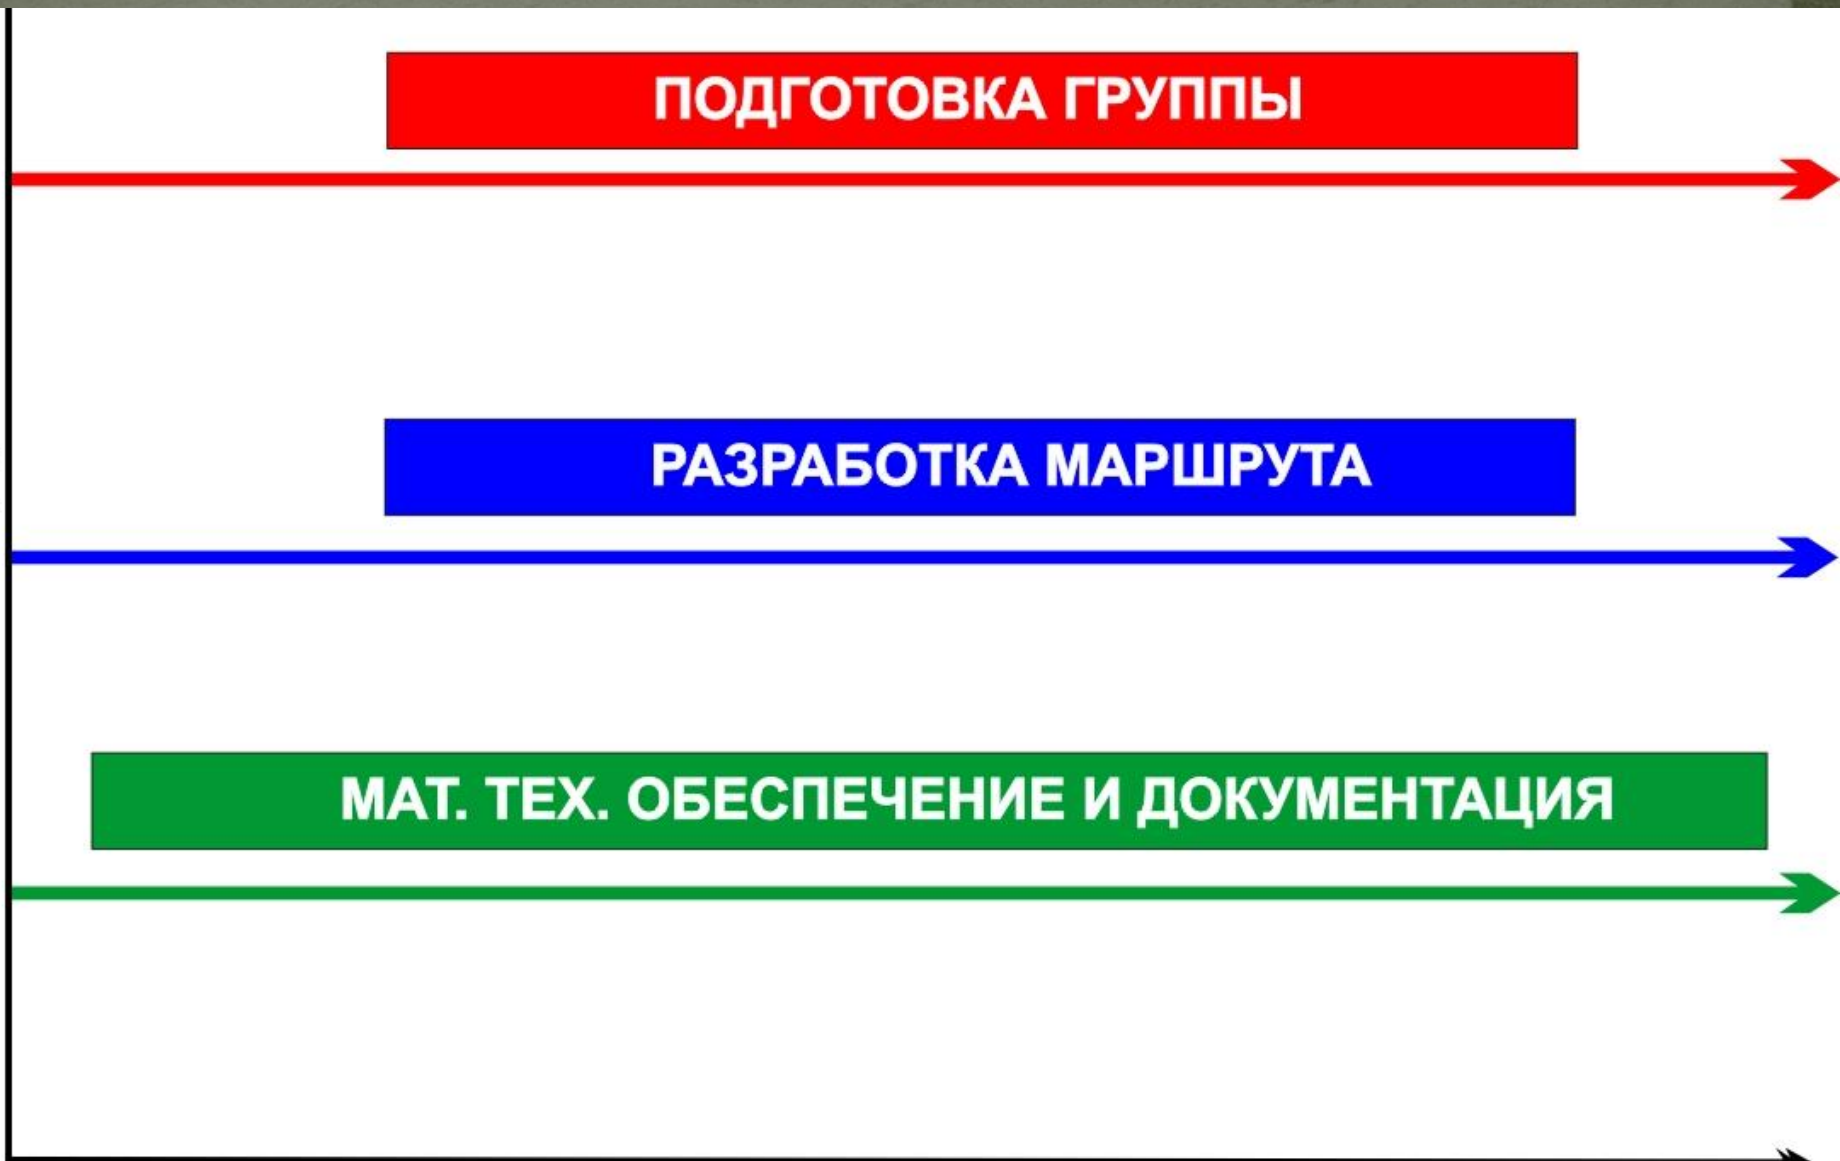 ПОДГОТОВКА ГРУППЫ
РАЗРАБОТКА МАРШРУТА
МАТ. ТЕХ. ОБЕСПЕЧЕНИЕ И ДОКУМЕНТАЦИЯ